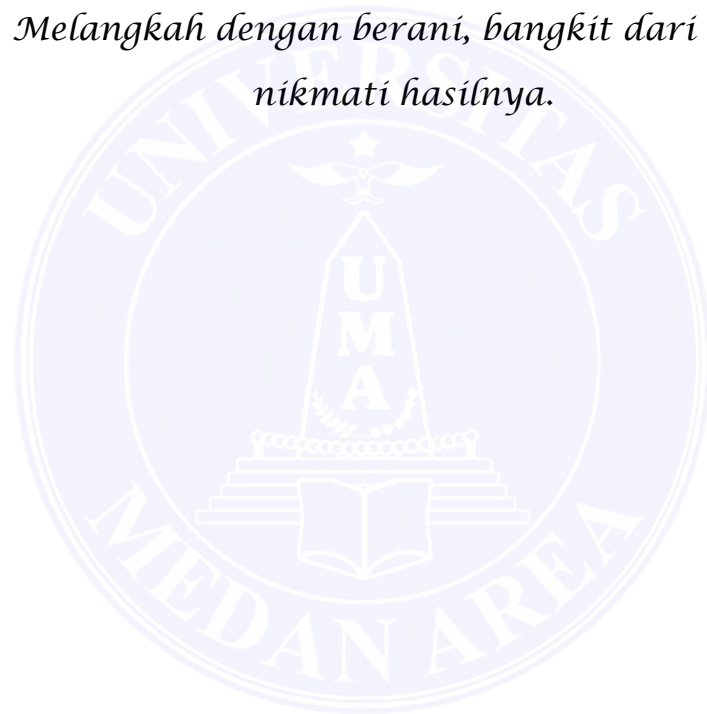 Melangkah dengan berani, bangkit dari
nikmati hasilnya.
UNIVERSITAS
UMA
MEDAN AREA